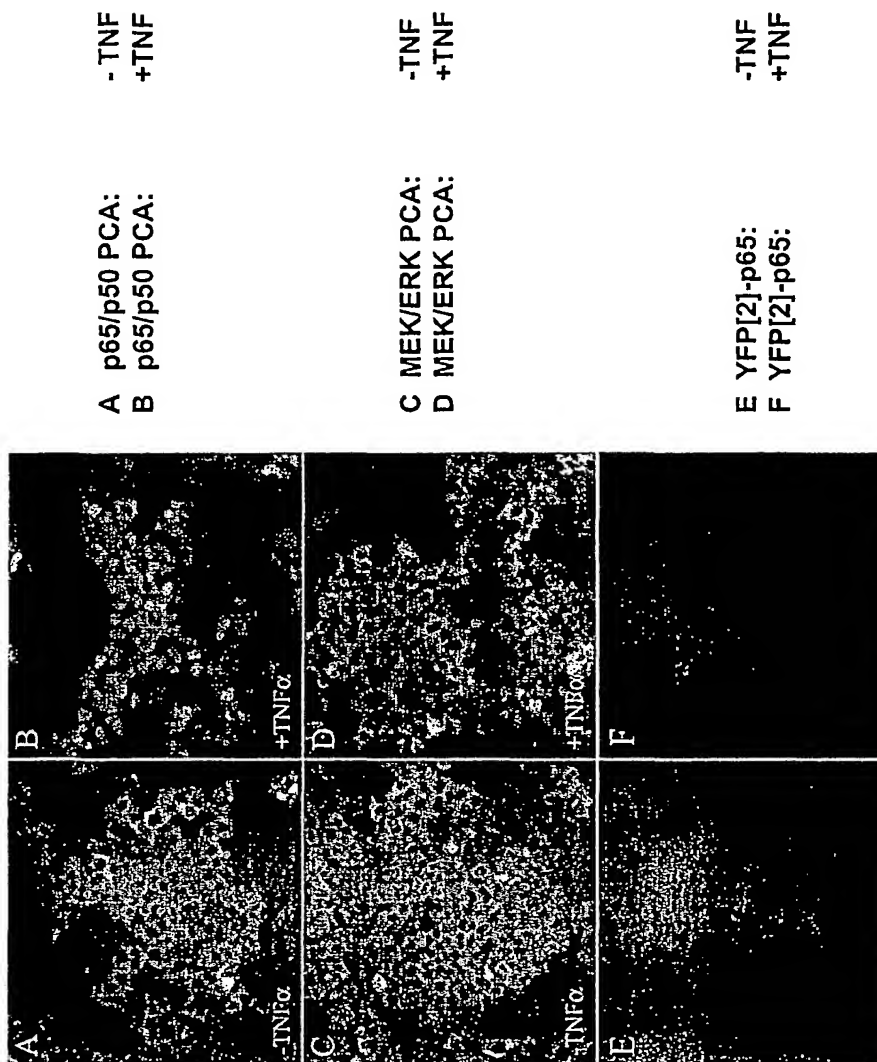 A p65/p50 PCA: - TNF
B p65/p50 PCA: +TNF
C MEK/ERK PCA: -TNF
D MEK/ERK PCA: +TNF
E YFP[2]-p65: -TNF
F YFP[2]-p65: +TNF
A
-TNFα
B
+TNFα
C
-TNFα
D
+TNFα
E
F